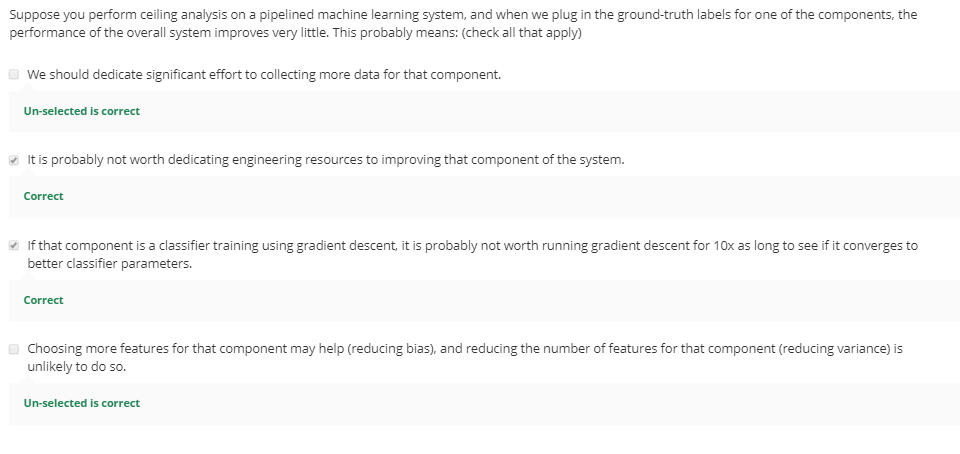 Suppose you perform ceiling analysis on a pipelined machine learning system, and when we plug in the ground-truth labels for one of the components, the
performance of the overall system improves very little. This probably means: (check all that apply)
We should dedicate significant effort to collecting more data for that component.
Un-selected is correct
It is probably not worth dedicating engineering resources to improving that component of the system.
Correct
If that component is a classifier training using gradient descent, it is probably not worth running gradient descent for 10x as long to see if it converges to
better classifier parameters.
Correct
Choosing more features for that component may help (reducing bias), and reducing the number of features for that component (reducing variance) is
unlikely to do so.
Un-selected is correct